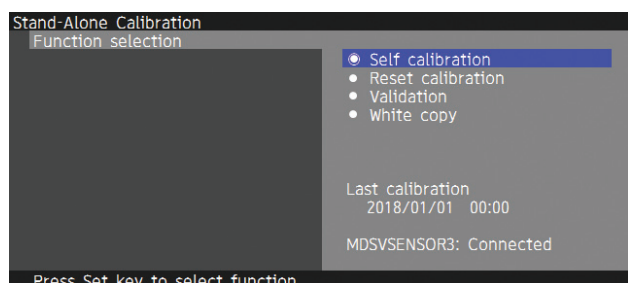 Stand-Alone Calibration
Function selection
Self calibration
Reset calibration
Validation
White copy
Last calibration
2018/01/01 00:00
MDSVSENSOR3: Connected
Press Set key to select function